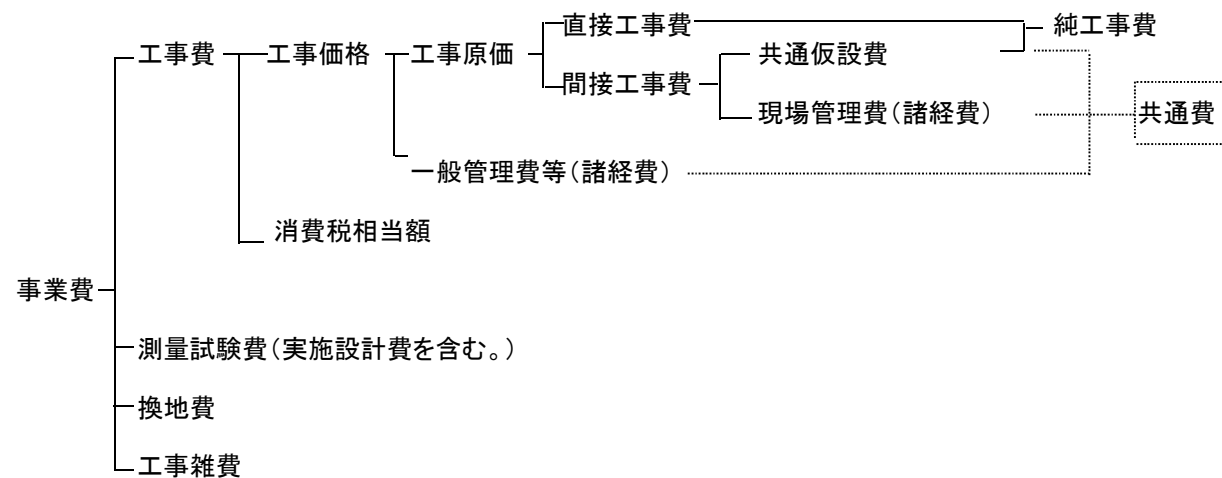 直接工事費
純工事費
工事費
工事価格
工事原価
共通仮設費
間接工事費
現場管理費(諸経費)
共通費
一般管理費等(諸経費)
消費税相当額
事業費
測量試験費(実施設計費を含む。)
換地費
工事雑費